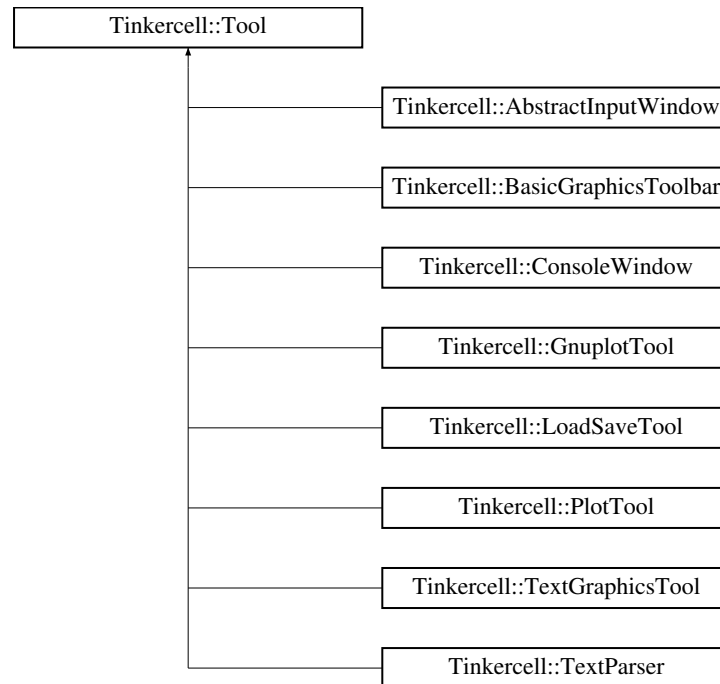 Tinkercell::Tool
Tinkercell::AbstractInputWindow
Tinkercell::BasicGraphicsToolbar
Tinkercell::ConsoleWindow
Tinkercell::GnuplotTool
Tinkercell::LoadSaveTool
Tinkercell::PlotTool
Tinkercell::TextGraphicsTool
Tinkercell::TextParser